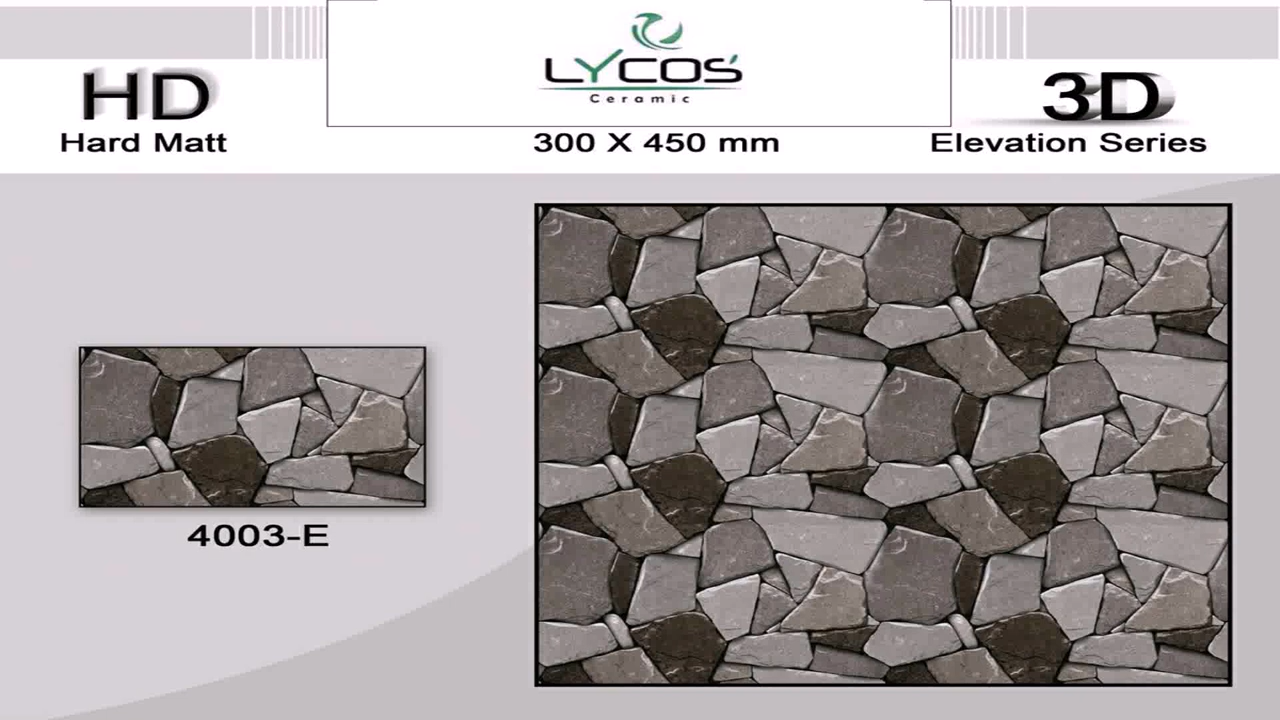 LYCOS'
Ceramic
HD
Hard Matt
300 X 450 mm
3D
Elevation Series
4003-E